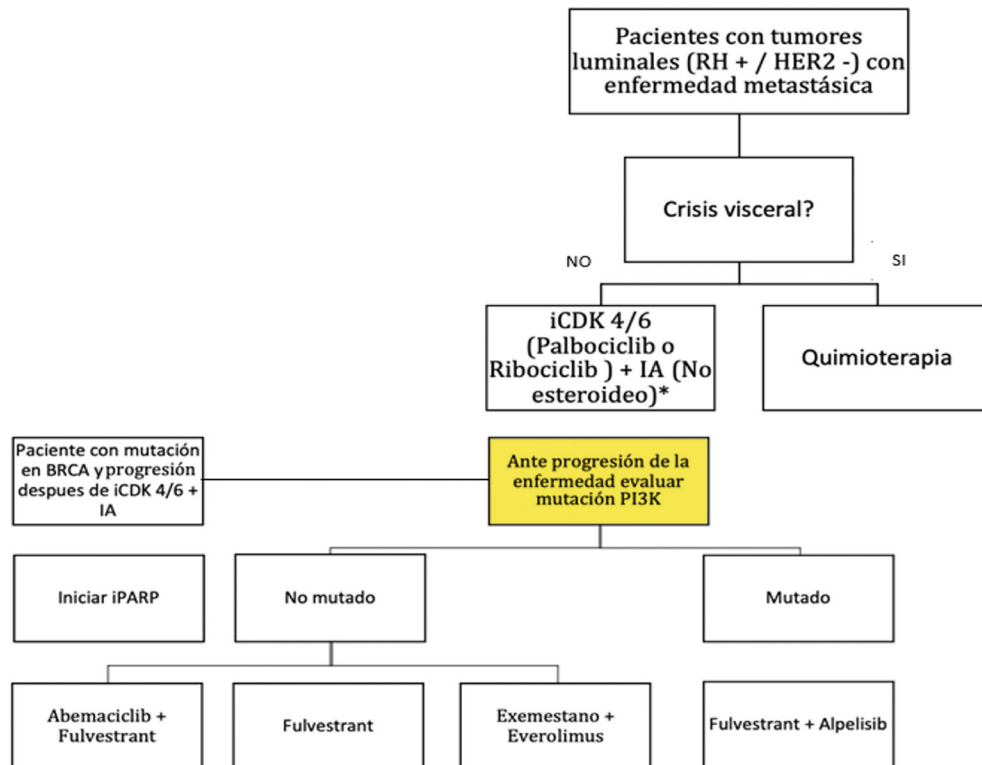 Pacientes con tumores
luminales (RH + / HER2 -) con
enfermedad metastásica
Crisis visceral?
NO
SI
iCDK 4/6
(Palbociclib o
Ribociclib ) + IA (No
esteroideo)*
Quimioterapia
Paciente con mutación
en BRCA y progresión
despues de iCDK 4/6 +
IA
Ante progresión de la
enfermedad evaluar
mutación PI3K
Iniciar iPARP
No mutado
Mutado
Abemaciclib +
Fulvestrant
Fulvestrant
Exemestano +
Everolimus
Fulvestrant + Alpelisib